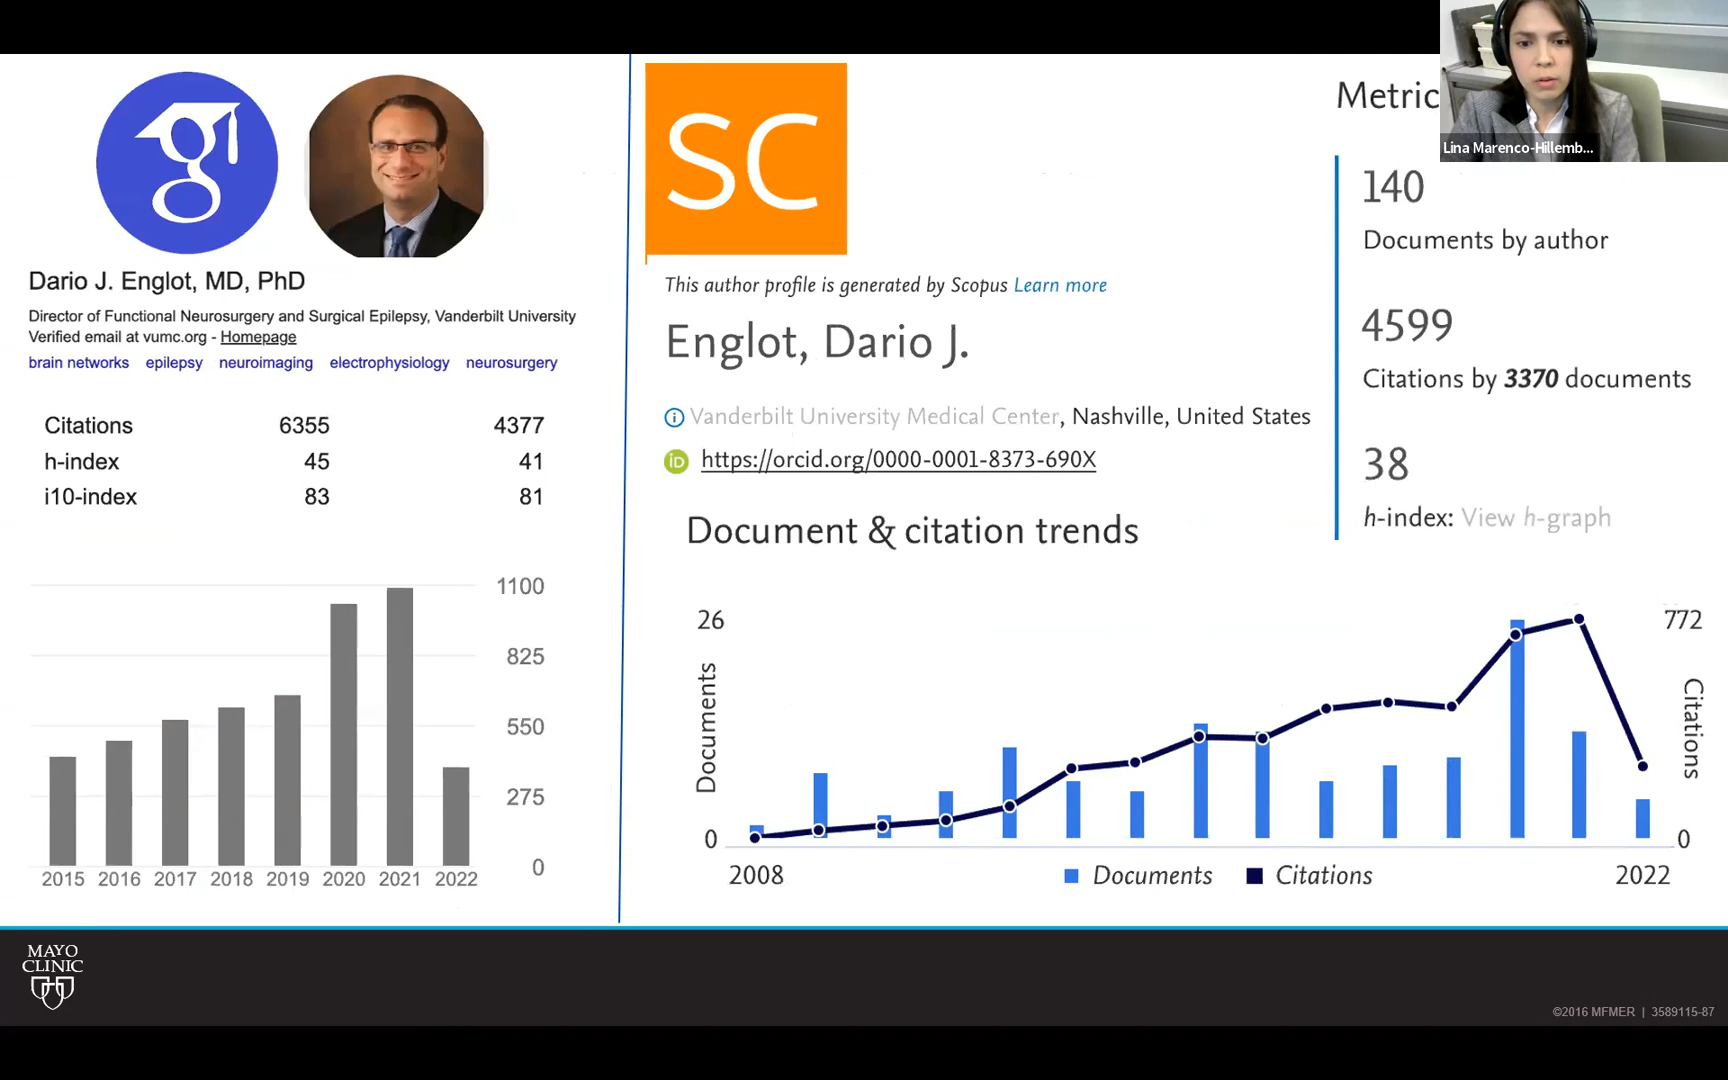 g
Dario J. Englot, MD, PhD
Director of Functional Neurosurgery and Surgical Epilepsy, Vanderbilt University
Verified email at vumc.org - Homepage
brain networks epilepsy neuroimaging electrophysiology neurosurgery
Citations 6355 4377
h-index 45 41
i10-index 83 81
1100
825
550
275
0
2015 2016 2017 2018 2019 2020 2021 2022
SC
This author profile is generated by Scopus Learn more
Englot, Dario J.
Vanderbilt University Medical Center, Nashville, United States
iD https://orcid.org/0000-0001-8373-690X
Metric
140
Documents by author
4599
Citations by 3370 documents
38
h-index: View h-graph
Document & citation trends
26
Documents
0
772
Citations
0
2008
2022
Documents Citations
Lina Marenco-Hillemb...
MAYO
CLINIC
©2016 MFMER | 3589115-87